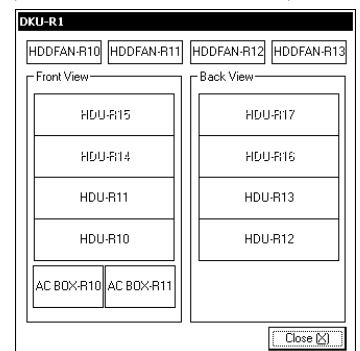 DKU-R1
HDDFAN-R10 HDDFAN-R11 HDDFAN-R12 HDDFAN-R13
Front View
HDU-R15
HDU-R14
HDU-R11
HDU-R10
AC BOX-R10 AC BOX-R11
Back View
HDU-R17
HDU-R16
HDU-R13
HDU-R12
Close [X]